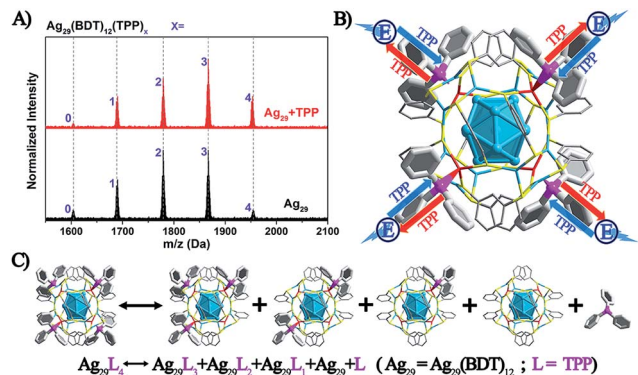 A)
Ag29(BDT)12(TPP)x X=
0 1 2 3 4
Ag29+TPP
0 1 2 3 4
Ag29
Normalized Intensity
1600 1700 1800 1900 2000 2100
m/z (Da)
B)
E TPP TPP
TPP TPP E
E TPP TPP
TPP TPP E
C)
+ + + +
Ag29L4 ↔ Ag29L3+Ag29L2+Ag29L1+Ag29+L ( Ag29 = Ag29(BDT)12 ; L = TPP)